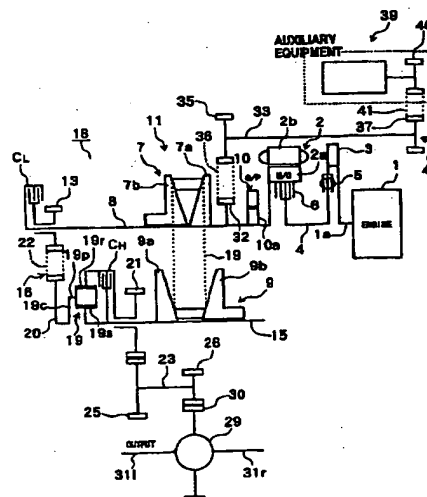 39
AUXILIARY
EQUIPMENT
41
37
35
33
18
11
36
2b
2
7
7a
10
O/P
2a
M/G
3
1
CL
13
7b
5
8
6
ENGINE
32
10a
4
1a
22
19r
CH
9a
19
9b
19p
21
16
9
19c
20
19
19s
15
26
23
30
25
29
OUTPUT
31l
31r